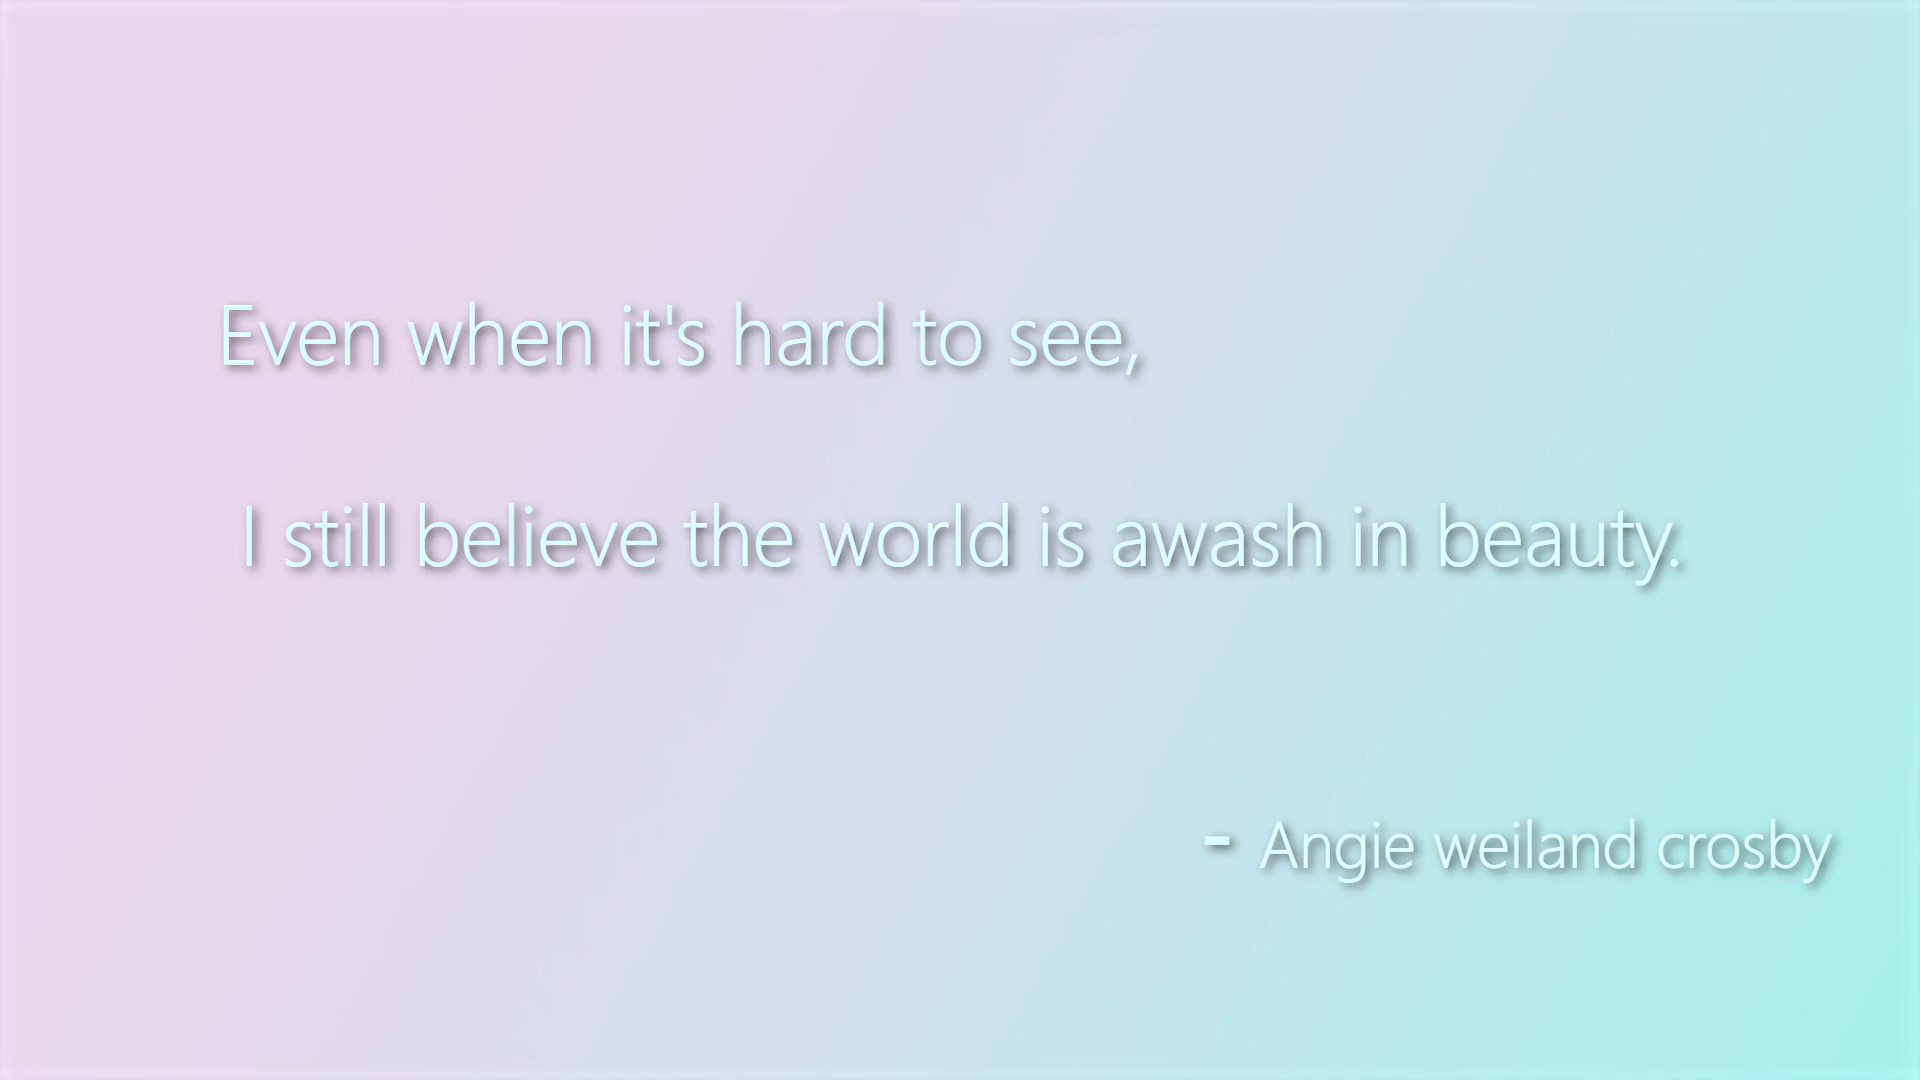 Even when it's hard to see,
I still believe the world is awash in beauty.
- Angie weiland crosby